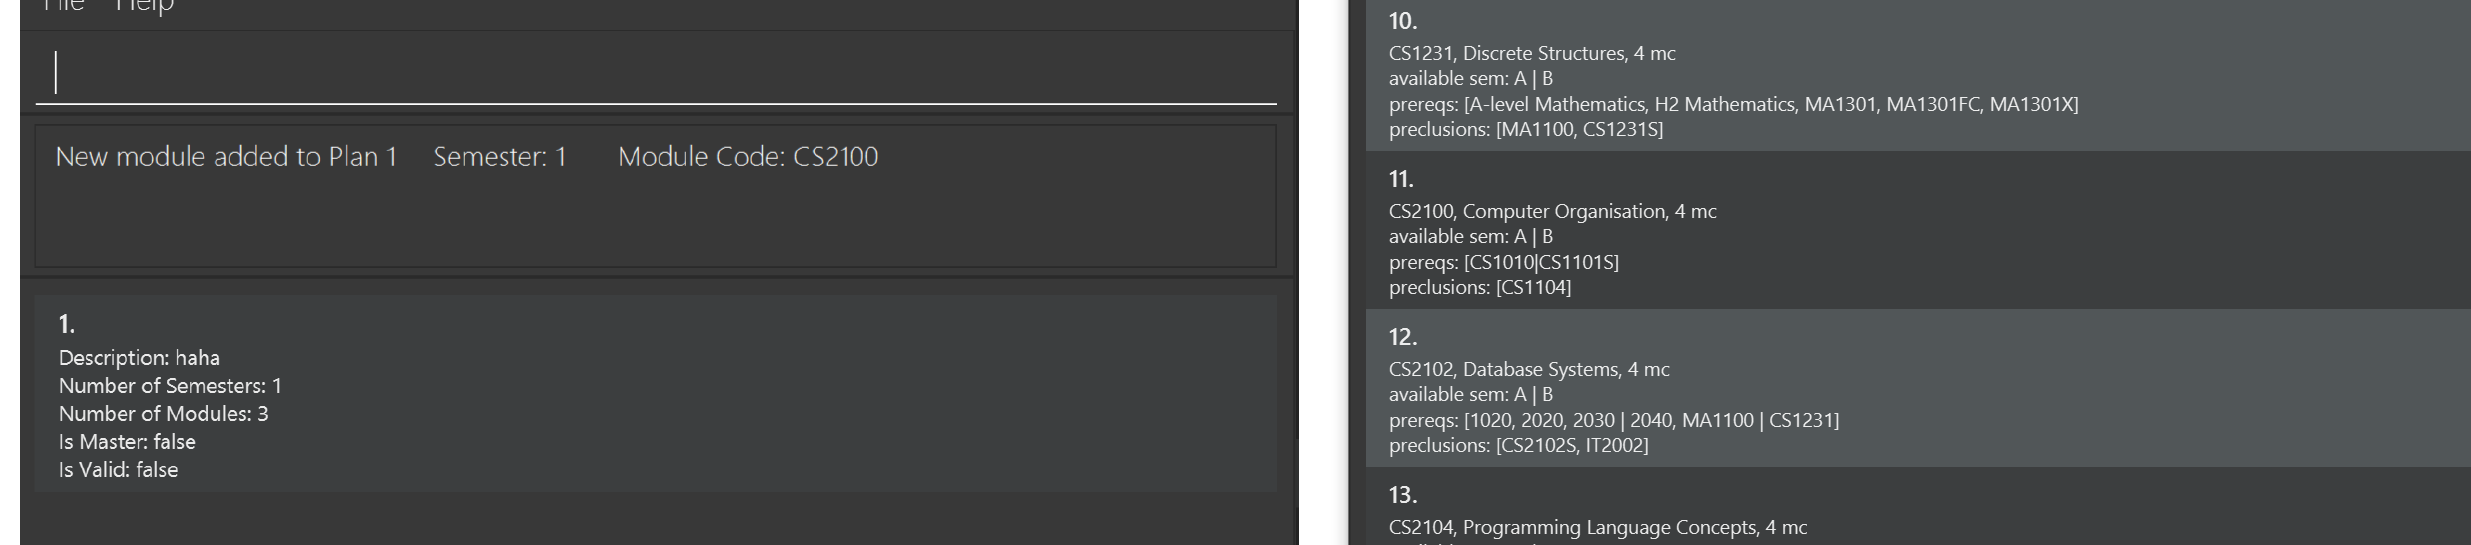 File Help
New module added to Plan 1 Semester: 1 Module Code: CS2100
1.
Description: haha
Number of Semesters: 1
Number of Modules: 3
Is Master: false
Is Valid: false
10.
CS1231, Discrete Structures, 4 mc
available sem: A | B
prereqs: [A-level Mathematics, H2 Mathematics, MA1301, MA1301FC, MA1301X]
preclusions: [MA1100, CS1231S]
11.
CS2100, Computer Organisation, 4 mc
available sem: A | B
prereqs: [CS1010|CS1101S]
preclusions: [CS1104]
12.
CS2102, Database Systems, 4 mc
available sem: A | B
prereqs: [1020, 2020, 2030 | 2040, MA1100 | CS1231]
preclusions: [CS2102S, IT2002]
13.
CS2104, Programming Language Concepts, 4 mc